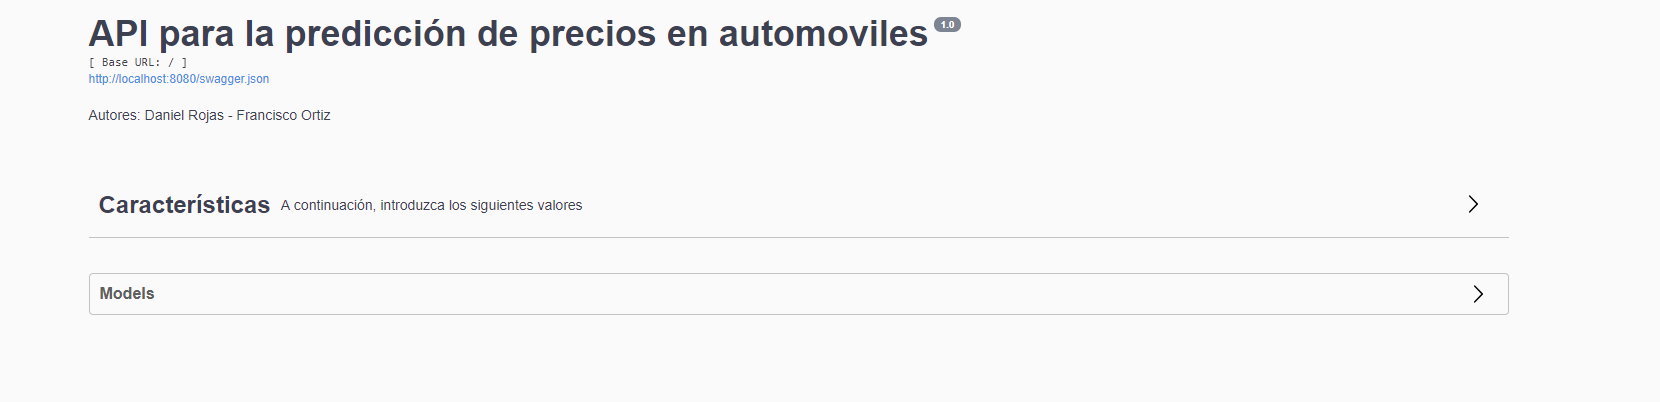 API para la predicción de precios en automoviles 1.0
[ Base URL: / ]
http://localhost:8080/swagger.json
Autores: Daniel Rojas - Francisco Ortiz
Características A continuación, introduzca los siguientes valores
Models